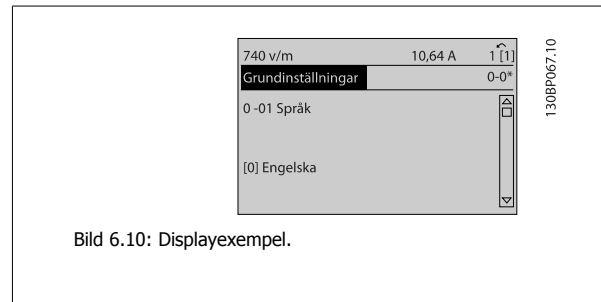 740 v/m 10,64 A 1 [1]
Grundinställningar 0-0*
0 -01 Språk
[0] Engelska
130BP067.10
Bild 6.10: Displayexempel.